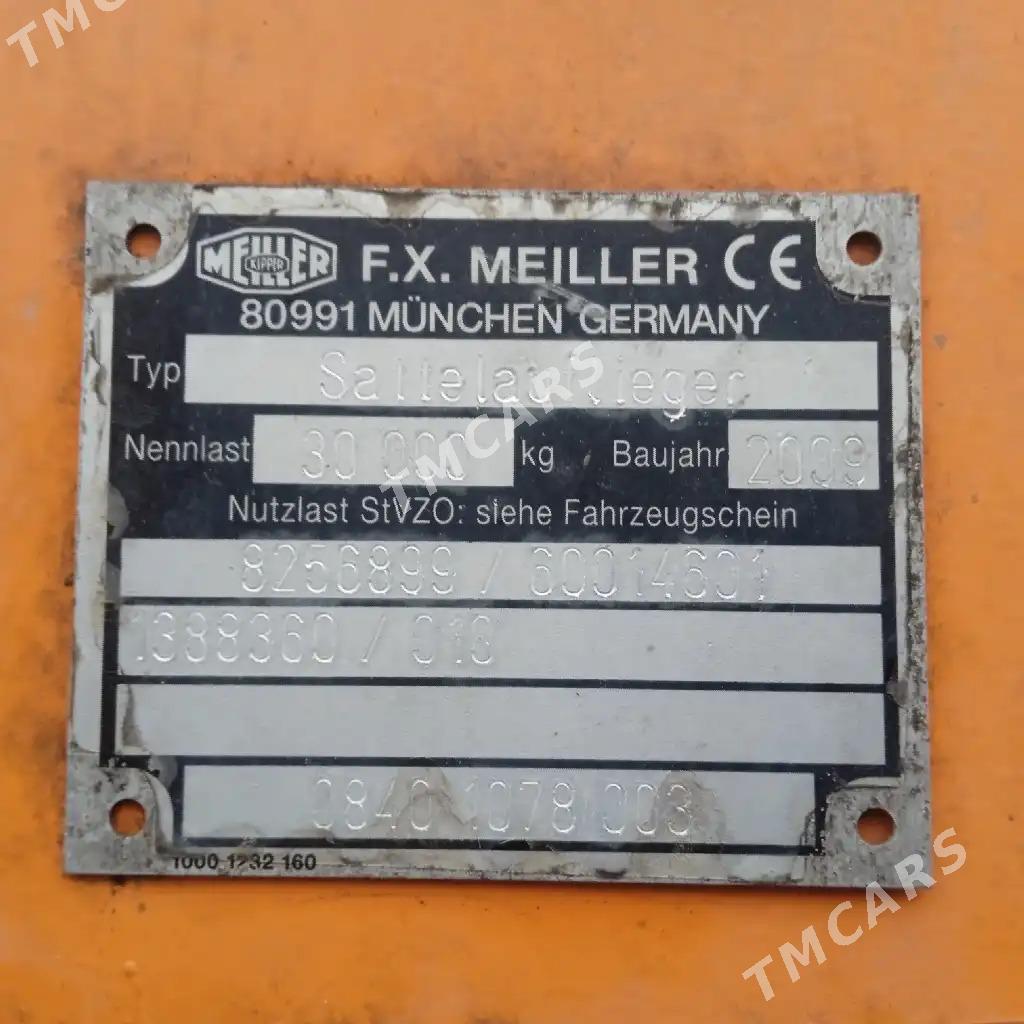 TMCARS
MEILLER
KIPPER
F.X. MEILLER CE
80991 MÜNCHEN GERMANY
Typ
Nennlast 30 000 kg Baujahr 2009
TMCARS
Nutzlast StVZO: siehe Fahrzeugschein
8256899 / 60014601
1388360 / 018
0840 1078 003
1000 1232 160
TMCARS